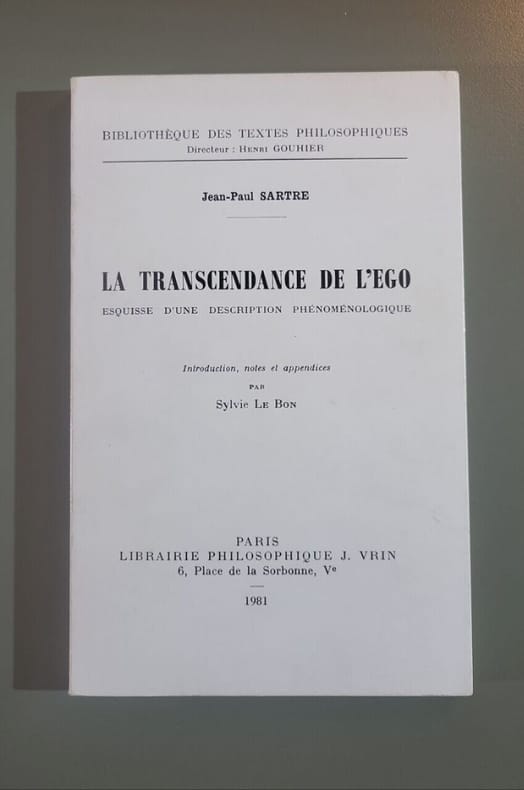 BIBLIOTHÈQUE DES TEXTES PHILOSOPHIQUES
Directeur : HENRI GOUHIER
Jean-Paul SARTRE
LA TRANSCENDANCE DE L'EGO
ESQUISSE D'UNE DESCRIPTION PHÉNOMÉNOLOGIQUE
Introduction, notes et appendices
PAR
Sylvie LE BON
PARIS
LIBRAIRIE PHILOSOPHIQUE J. VRIN
6, Place de la Sorbonne, Ve
1981